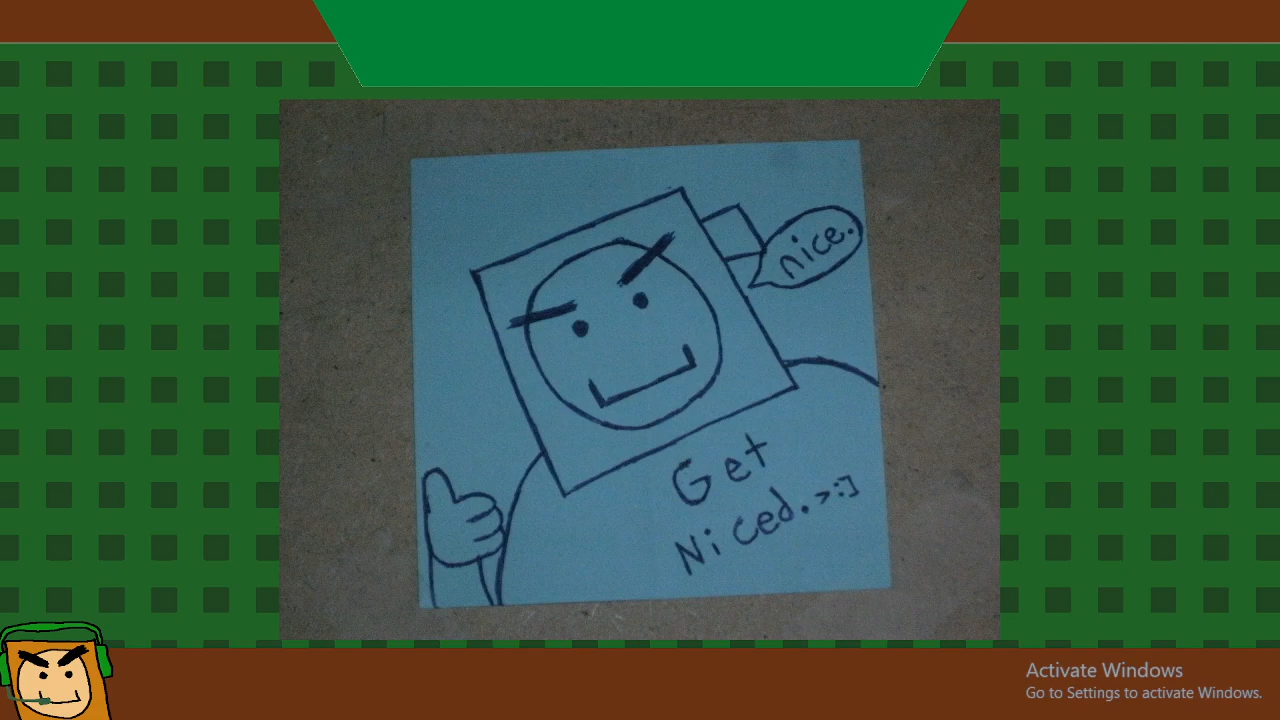 nice.
Get
Niced. >:]
Activate Windows
Go to Settings to activate Windows.